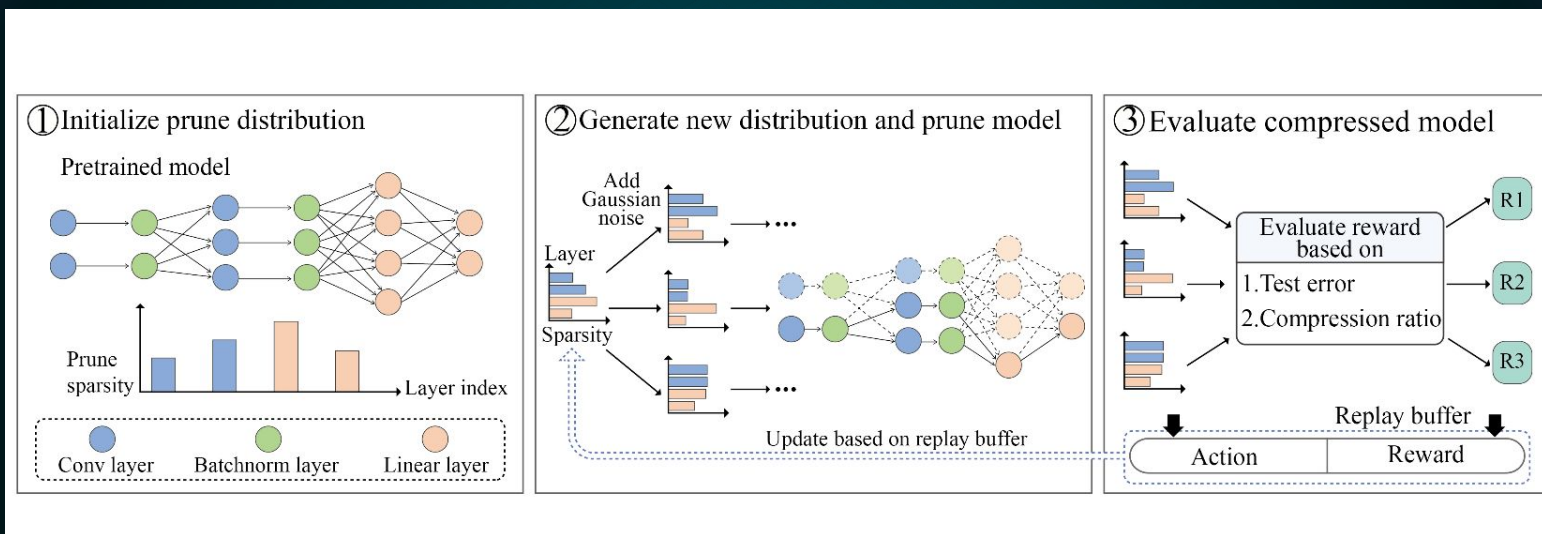 ①Initialize prune distribution
Pretrained model
Prune
sparsity
Layer index
Conv layer
Batchnorm layer
Linear layer
②Generate new distribution and prune model
Add
Gaussian
noise
Layer
Sparsity
...
...
Update based on replay buffer
③Evaluate compressed model
Evaluate reward
based on
1.Test error
2.Compression ratio
R1
R2
R3
Replay buffer
Action
Reward